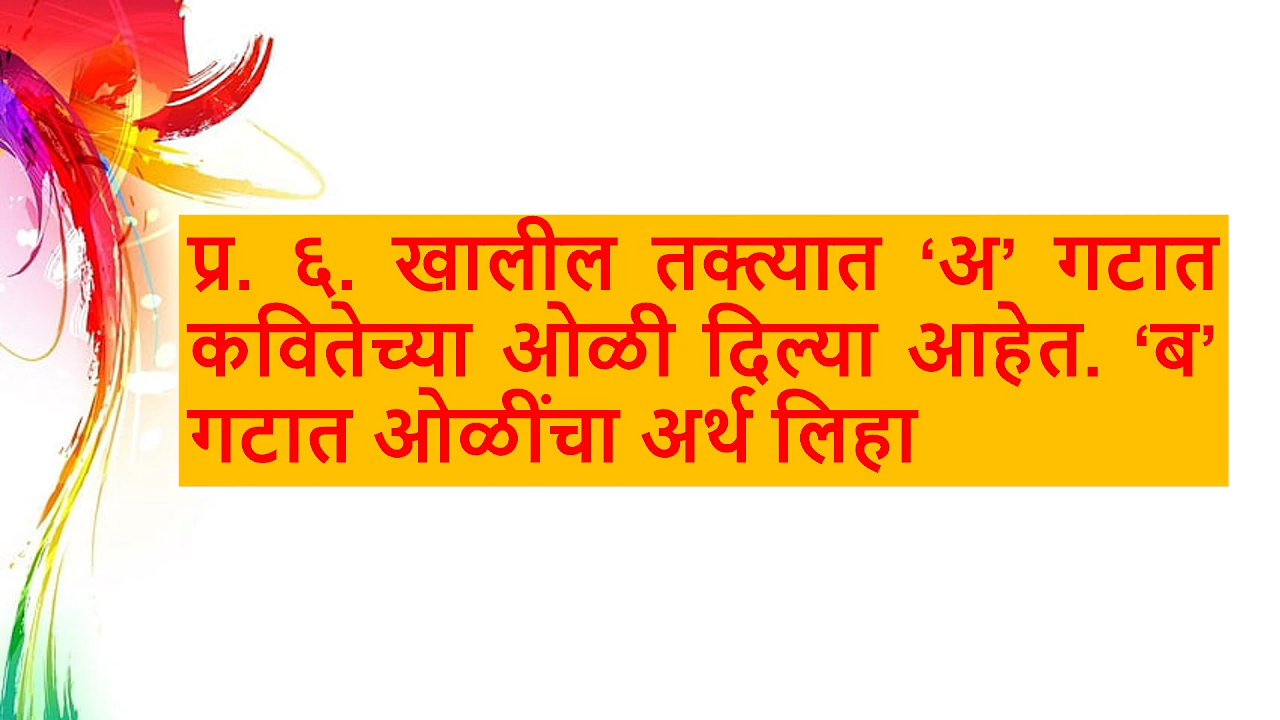 प्र. ६. खालील तक्त्यात ‘अ’ गटात
कवितेच्या ओळी दिल्या आहेत. ‘ब’
गटात ओळींचा अर्थ लिहा